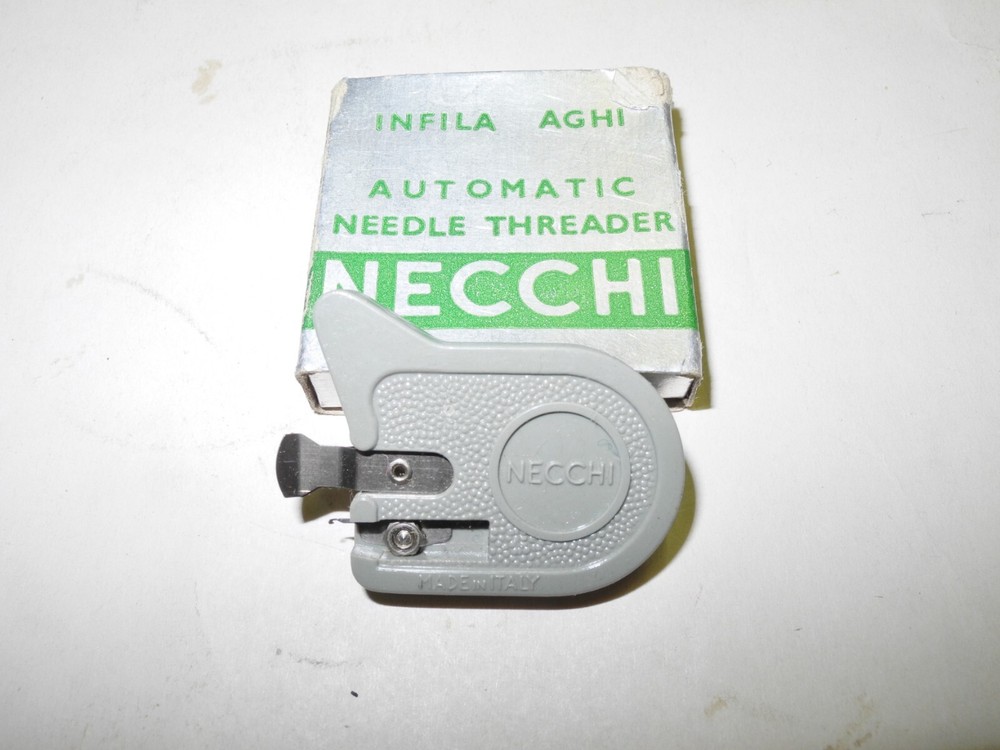 INFILA AGHI
AUTOMATIC
NEEDLE THREADER
NECCHI
NECCHI
MADE IN ITALY